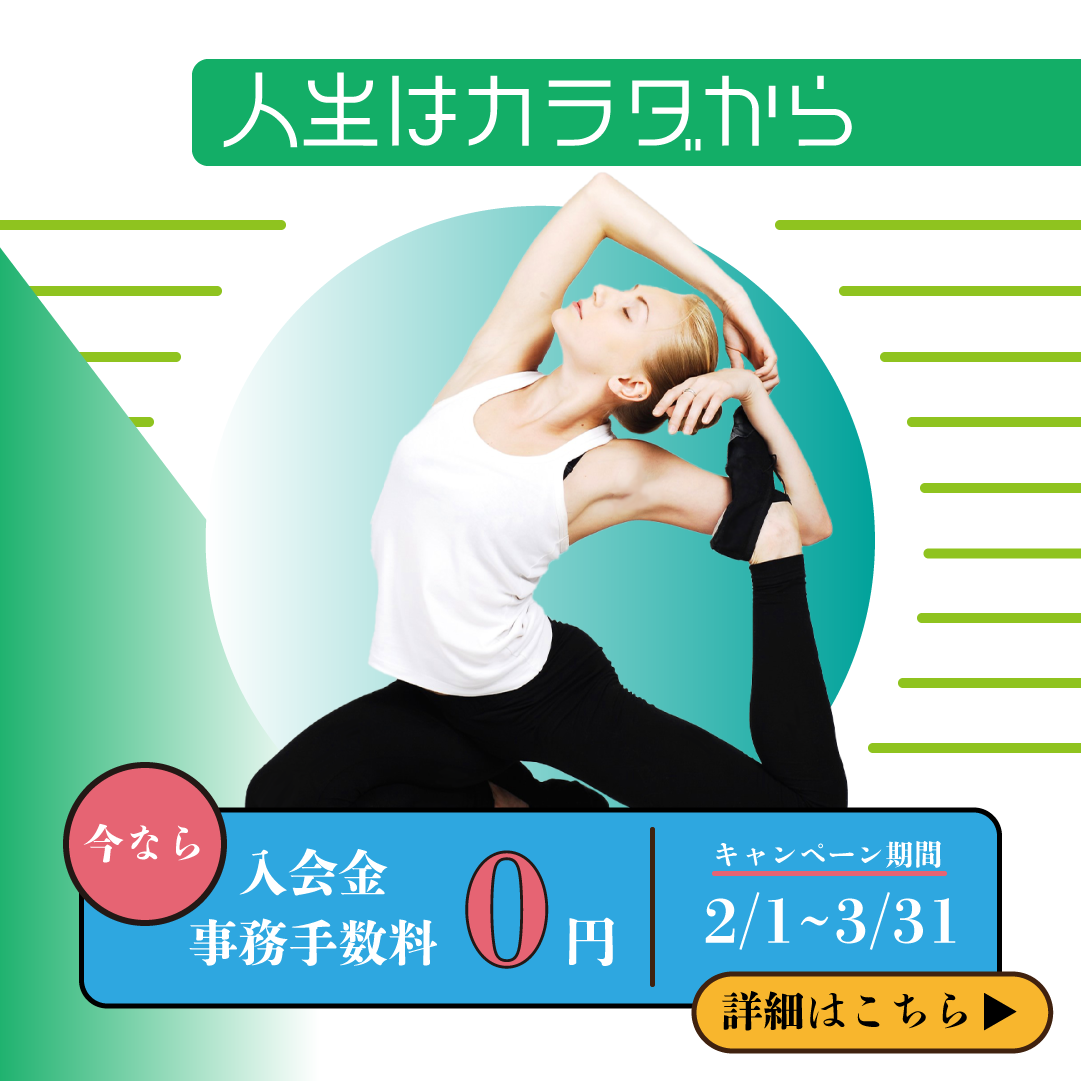 人生はカラダから
今なら
入会金
事務手数料
0円
キャンペーン期間
2/1~3/31
詳細はこちら▶